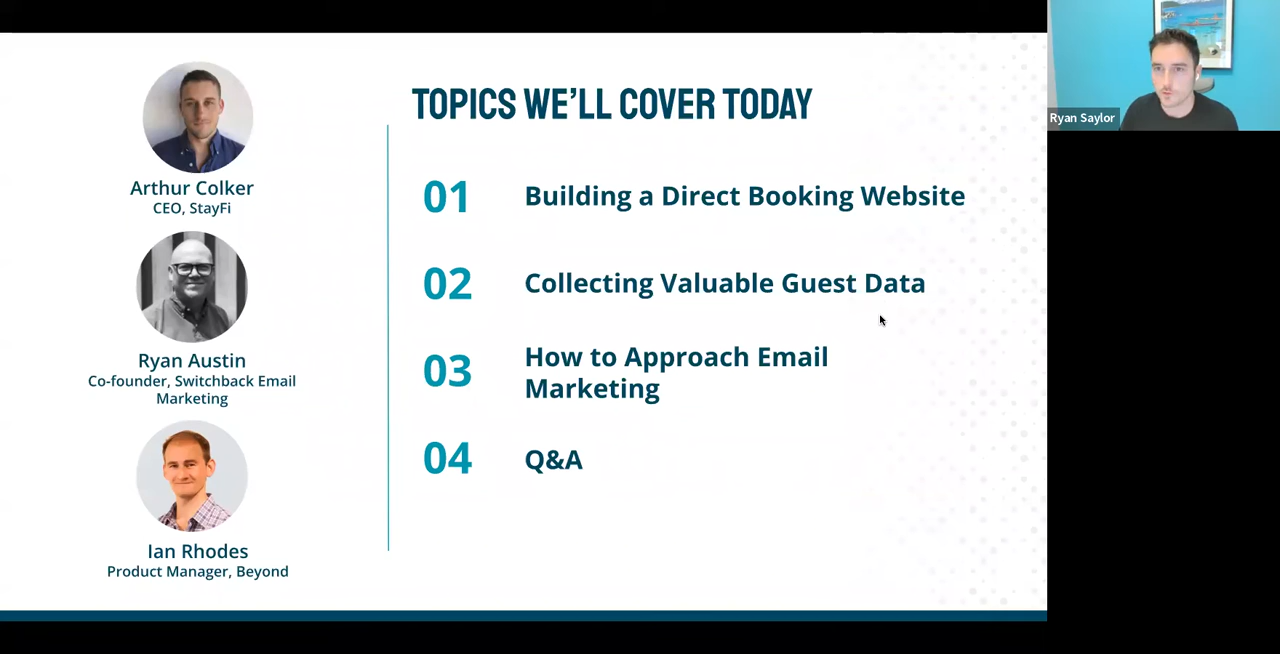 Arthur Colker
CEO, StayFi
Ryan Austin
Co-founder, Switchback Email
Marketing
Ian Rhodes
Product Manager, Beyond
TOPICS WE'LL COVER TODAY
01 Building a Direct Booking Website
02 Collecting Valuable Guest Data
03 How to Approach Email
Marketing
04 Q&A
Ryan Saylor